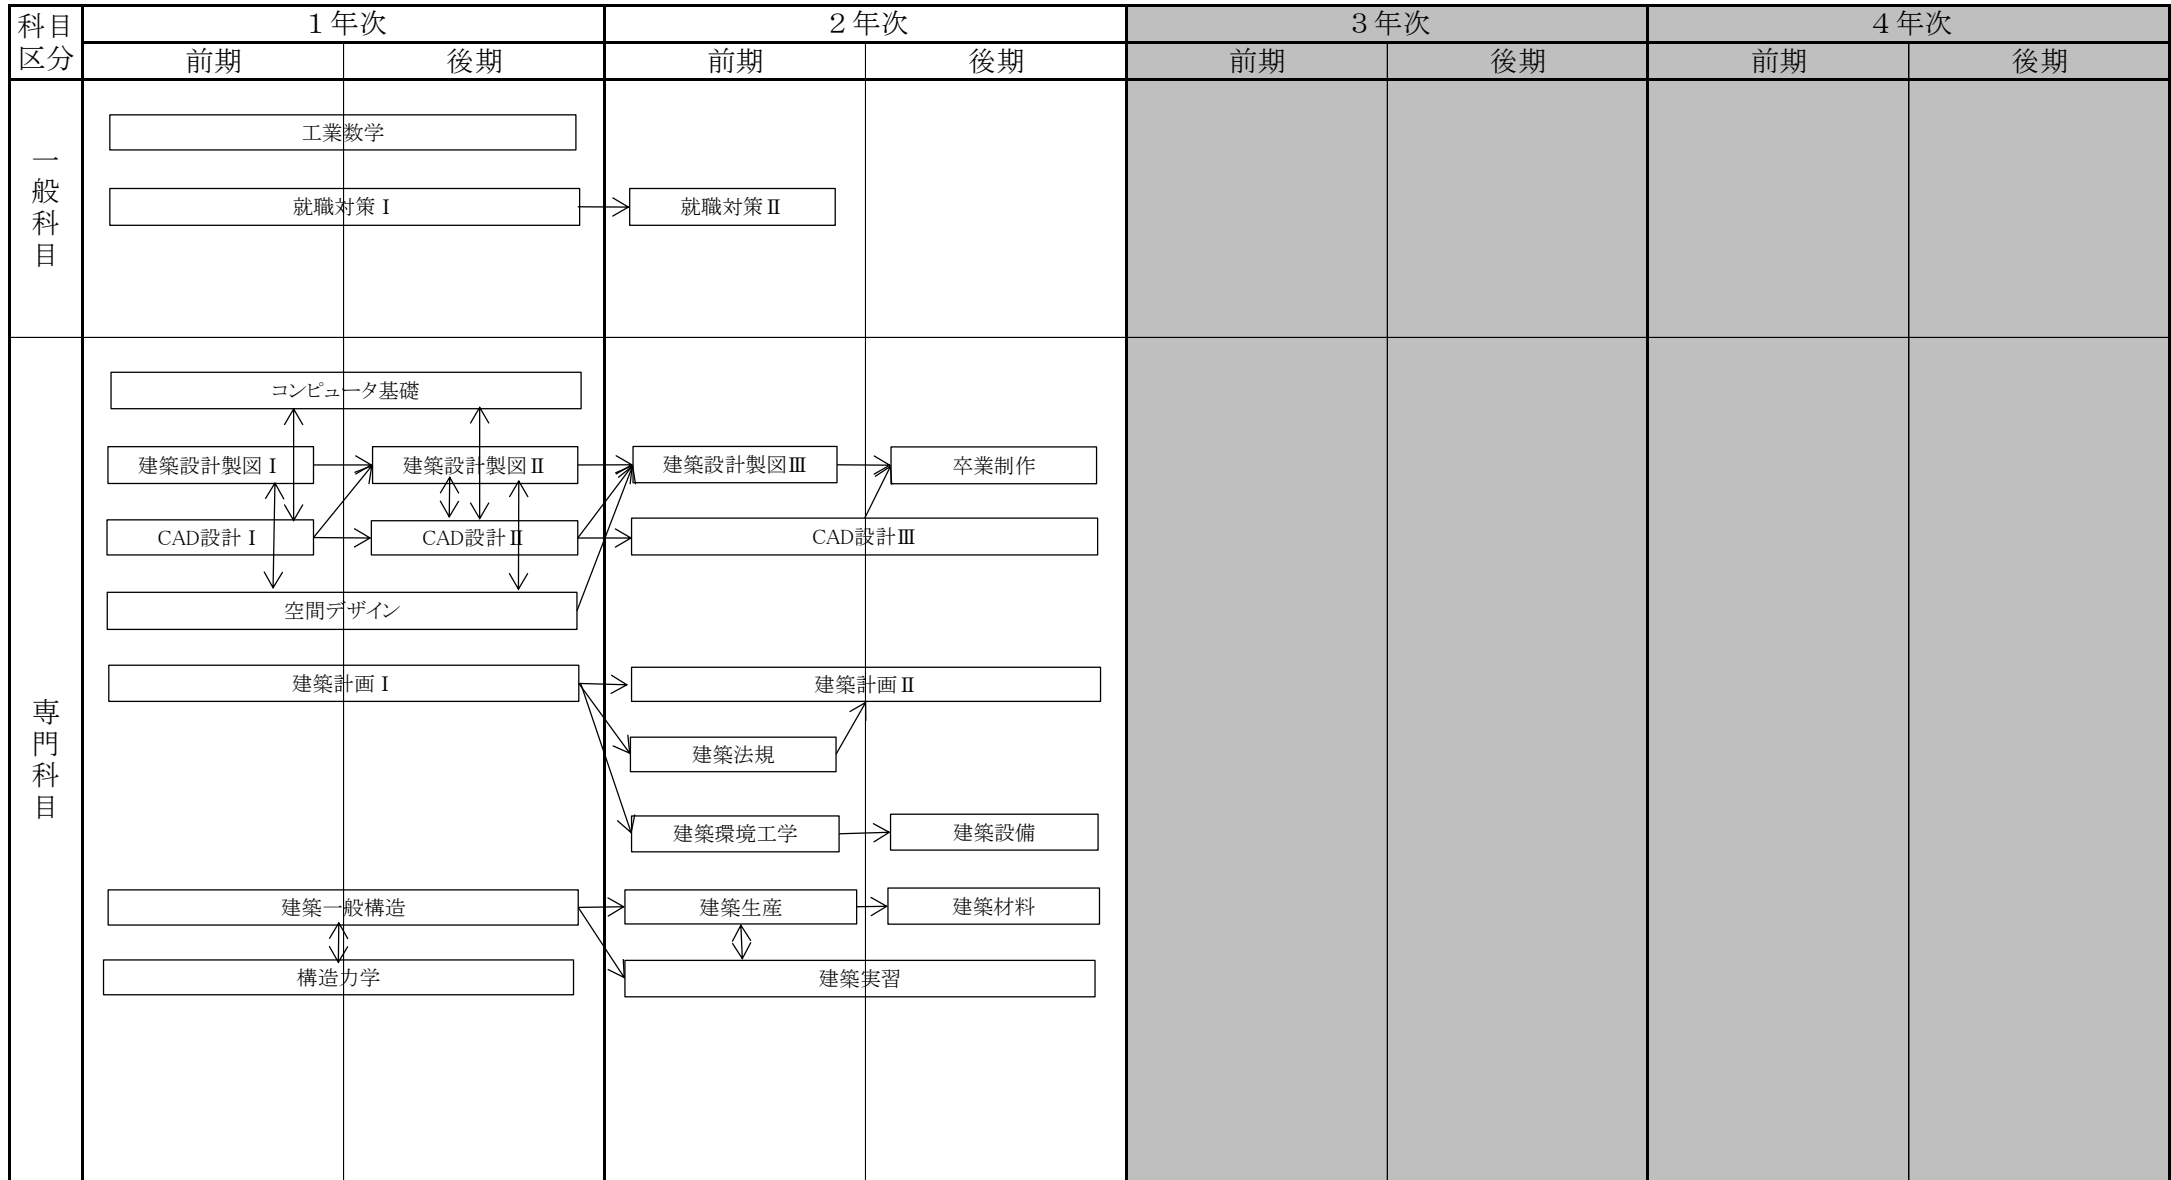 科目
区分
１年次
２年次
３年次
４年次
前期
後期
前期
後期
前期
後期
前期
後期
一般科目
工業数学
就職対策Ⅰ
就職対策Ⅱ
専門科目
コンピュータ基礎
建築設計製図Ⅰ
建築設計製図Ⅱ
建築設計製図Ⅲ
卒業制作
CAD設計Ⅰ
CAD設計Ⅱ
CAD設計Ⅲ
空間デザイン
建築計画Ⅰ
建築計画Ⅱ
建築法規
建築環境工学
建築設備
建築一般構造
建築生産
建築材料
構造力学
建築実習